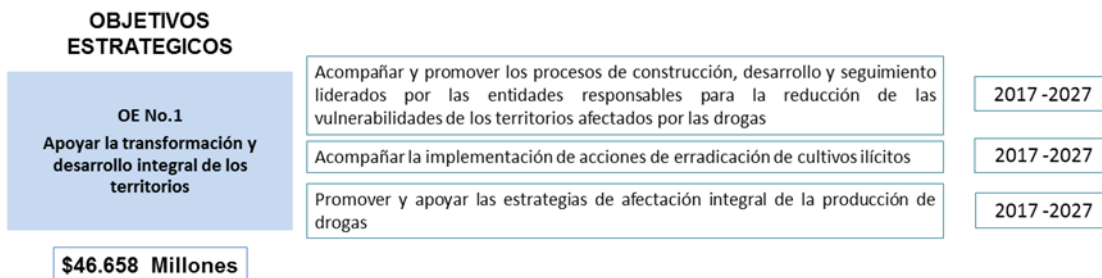 OBJETIVOS
ESTRATEGICOS
OE No.1
Apoyar la transformación y
desarrollo integral de los
territorios
$46.658 Millones
Acompañar y promover los procesos de construcción, desarrollo y seguimiento
liderados por las entidades responsables para la reducción de las
vulnerabilidades de los territorios afectados por las drogas
2017 -2027
Acompañar la implementación de acciones de erradicación de cultivos ilícitos
2017 -2027
Promover y apoyar las estrategias de afectación integral de la producción de
drogas
2017 -2027